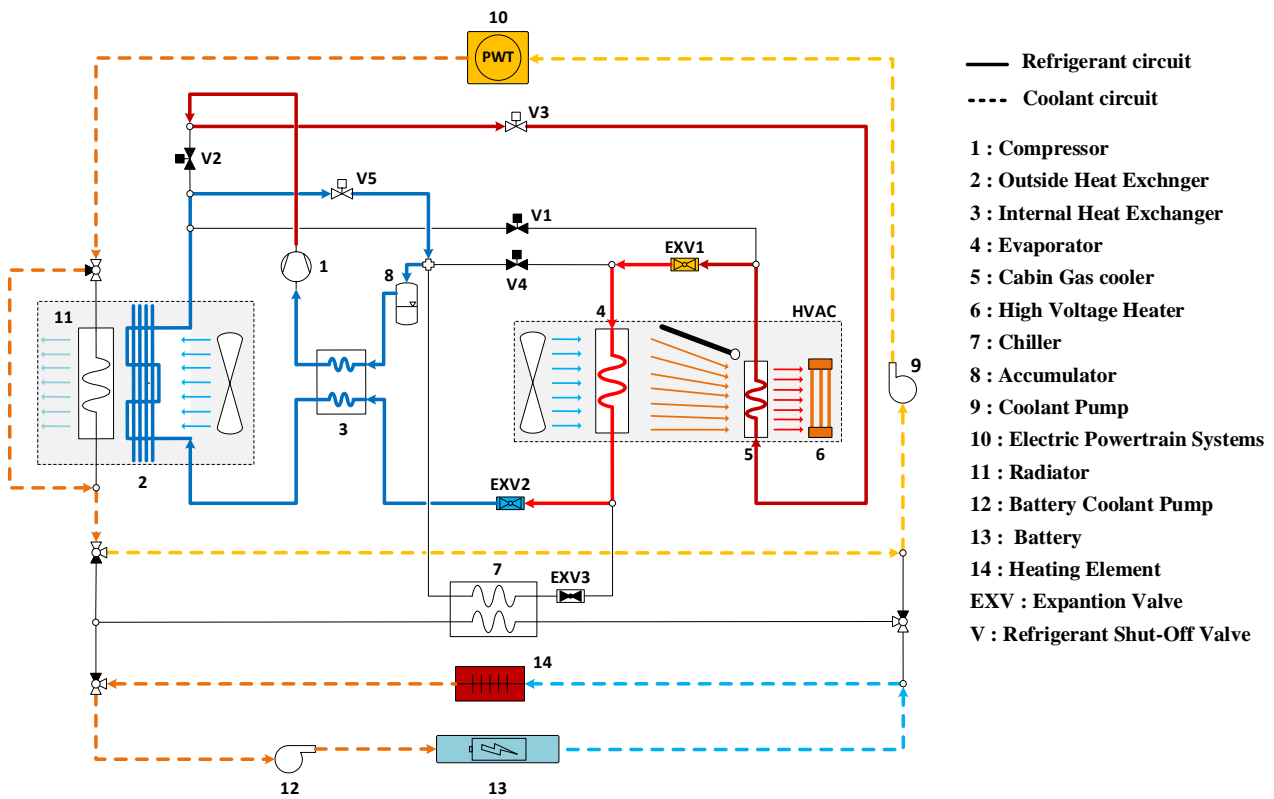 10
PWT
V3
V2
V5
V1
EXV1
1
8
V4
11
4
HVAC
9
3
5
6
2
EXV2
7
EXV3
14
12
13
Refrigerant circuit
Coolant circuit
1 : Compressor
2 : Outside Heat Exchnger
3 : Internal Heat Exchanger
4 : Evaporator
5 : Cabin Gas cooler
6 : High Voltage Heater
7 : Chiller
8 : Accumulator
9 : Coolant Pump
10 : Electric Powertrain Systems
11 : Radiator
12 : Battery Coolant Pump
13 : Battery
14 : Heating Element
EXV : Expantion Valve
V : Refrigerant Shut-Off Valve